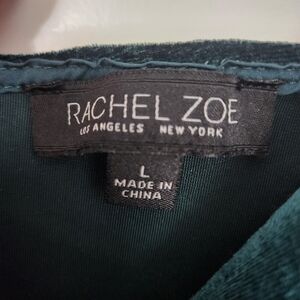 RACHEL ZOE
LOS ANGELES NEW YORK
L
MADE IN
CHINA